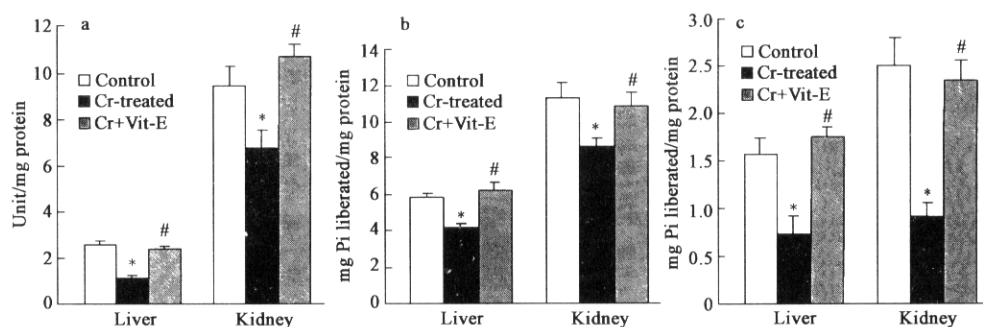 a
Unit/mg protein
12
10
8
6
4
2
0
Control
Cr-treated
Cr+Vit-E
*
#
*
#
Liver Kidney
b
mg Pi liberated/mg protein
14
12
10
8
6
4
2
0
Control
Cr-treated
Cr+Vit-E
*
#
*
#
Liver Kidney
c
mg Pi liberated/mg protein
3.0
2.5
2.0
1.5
1.0
0.5
0
Control
Cr-treated
Cr+Vit-E
*
#
*
#
Liver Kidney